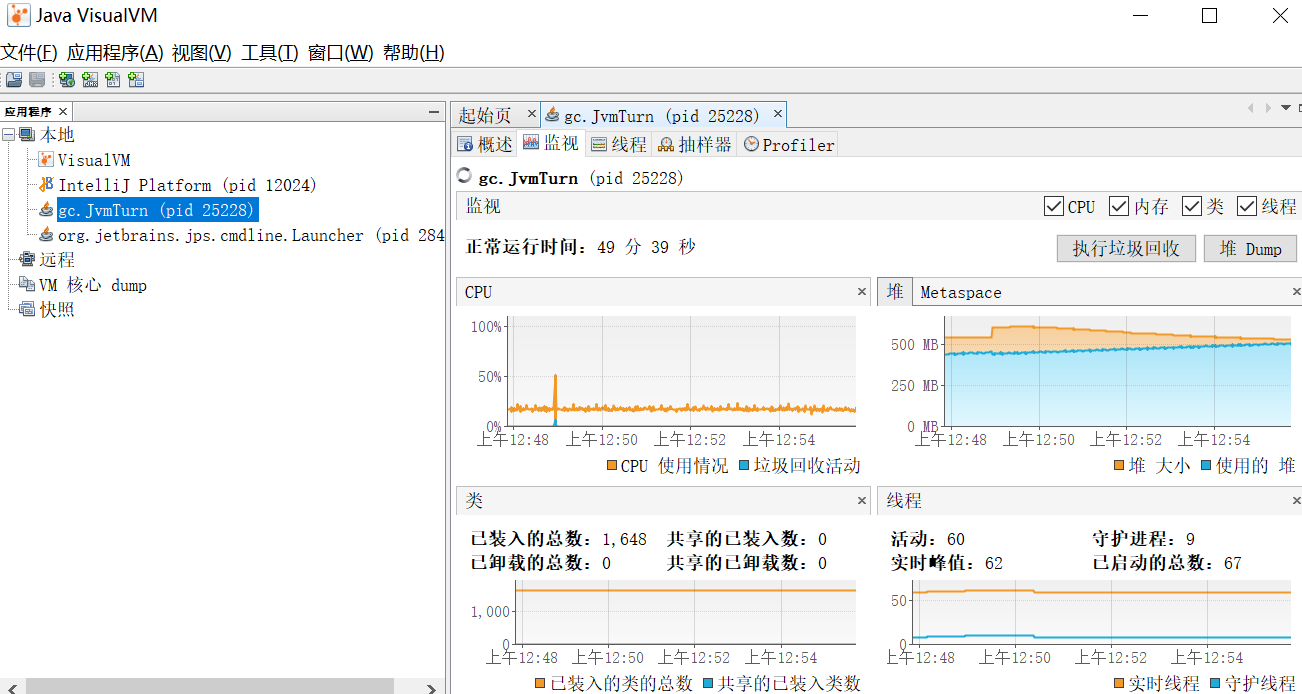 Java VisualVM
文件(F) 应用程序(A) 视图(V) 工具(T) 窗口(W) 帮助(H)
应用程序
本地
VisualVM
IntelliJ Platform (pid 12024)
gc.JvmTurn (pid 25228)
org.jetbrains.jps.cmdline.Launcher (pid 284
远程
VM 核心 dump
快照
起始页 gc.JvmTurn (pid 25228)
概述 监视 线程 抽样器 Profiler
gc.JvmTurn (pid 25228)
监视 CPU 内存 类 线程
正常运行时间: 49 分 39 秒 执行垃圾回收 堆 Dump
CPU
100%
50%
0%
上午12:48 上午12:50 上午12:52 上午12:54
CPU 使用情况 垃圾回收活动
堆 Metaspace
500 MB
250 MB
0 MB
上午12:48 上午12:50 上午12:52 上午12:54
堆 大小 使用的 堆
类
已装入的总数: 1,648 共享的已装入数: 0
已卸载的总数: 0 共享的已卸载数: 0
1,000
0
上午12:48 上午12:50 上午12:52 上午12:54
已装入的类的总数 共享的已装入类数
线程
活动: 60 守护进程: 9
实时峰值: 62 已启动的总数: 67
50
0
上午12:48 上午12:50 上午12:52 上午12:54
实时线程 守护线程